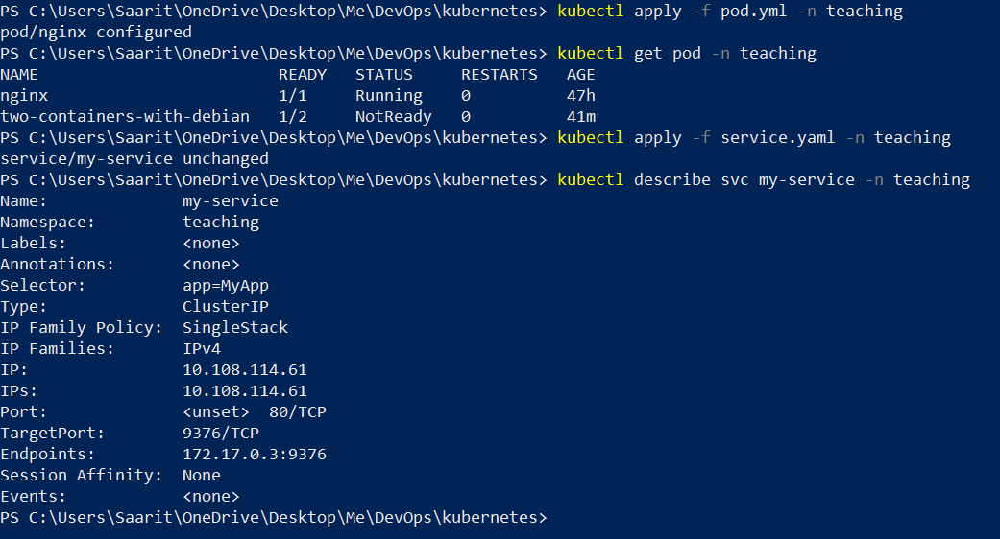 PS C:\Users\Saarit\OneDrive\Desktop\Me\DevOps\kubernetes> kubectl apply -f pod.yml -n teaching
pod/nginx configured
PS C:\Users\Saarit\OneDrive\Desktop\Me\DevOps\kubernetes> kubectl get pod -n teaching
NAME                         READY   STATUS     RESTARTS   AGE
nginx                        1/1     Running    0          47h
two-containers-with-debian   1/2     NotReady   0          41m
PS C:\Users\Saarit\OneDrive\Desktop\Me\DevOps\kubernetes> kubectl apply -f service.yaml -n teaching
service/my-service unchanged
PS C:\Users\Saarit\OneDrive\Desktop\Me\DevOps\kubernetes> kubectl describe svc my-service -n teaching
Name:              my-service
Namespace:         teaching
Labels:            <none>
Annotations:       <none>
Selector:          app=MyApp
Type:              ClusterIP
IP Family Policy:  SingleStack
IP Families:       IPv4
IP:                10.108.114.61
IPs:               10.108.114.61
Port:              <unset>  80/TCP
TargetPort:        9376/TCP
Endpoints:         172.17.0.3:9376
Session Affinity:  None
Events:            <none>
PS C:\Users\Saarit\OneDrive\Desktop\Me\DevOps\kubernetes>